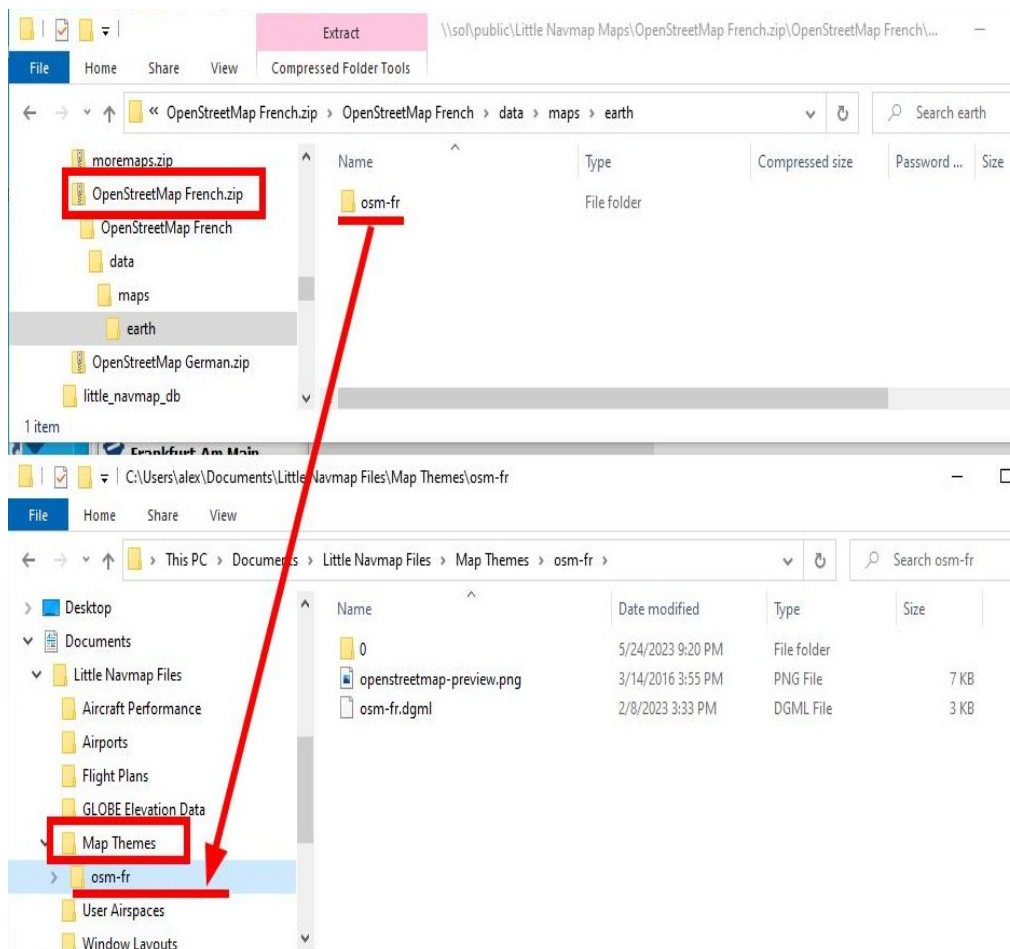 Extract
\\sol\public\Little Navmap Maps\OpenStreetMap French.zip\OpenStreetMap French\...
File Home Share View Compressed Folder Tools
« OpenStreetMap French.zip › OpenStreetMap French › data › maps › earth
Search earth
moremaps.zip
OpenStreetMap French.zip
OpenStreetMap French
data
maps
earth
OpenStreetMap German.zip
little_navmap_db
Name Type Compressed size Password ... Size
osm-fr File folder
1 item
Frankfurt Am Main
C:\Users\alex\Documents\Little Navmap Files\Map Themes\osm-fr
File Home Share View
› This PC › Documents › Little Navmap Files › Map Themes › osm-fr ›
Search osm-fr
Desktop
Documents
Little Navmap Files
Aircraft Performance
Airports
Flight Plans
GLOBE Elevation Data
Map Themes
osm-fr
User Airspaces
Window Layouts
Name Date modified Type Size
0 5/24/2023 9:20 PM File folder
openstreetmap-preview.png 3/14/2016 3:55 PM PNG File 7 KB
osm-fr.dgml 2/8/2023 3:33 PM DGML File 3 KB